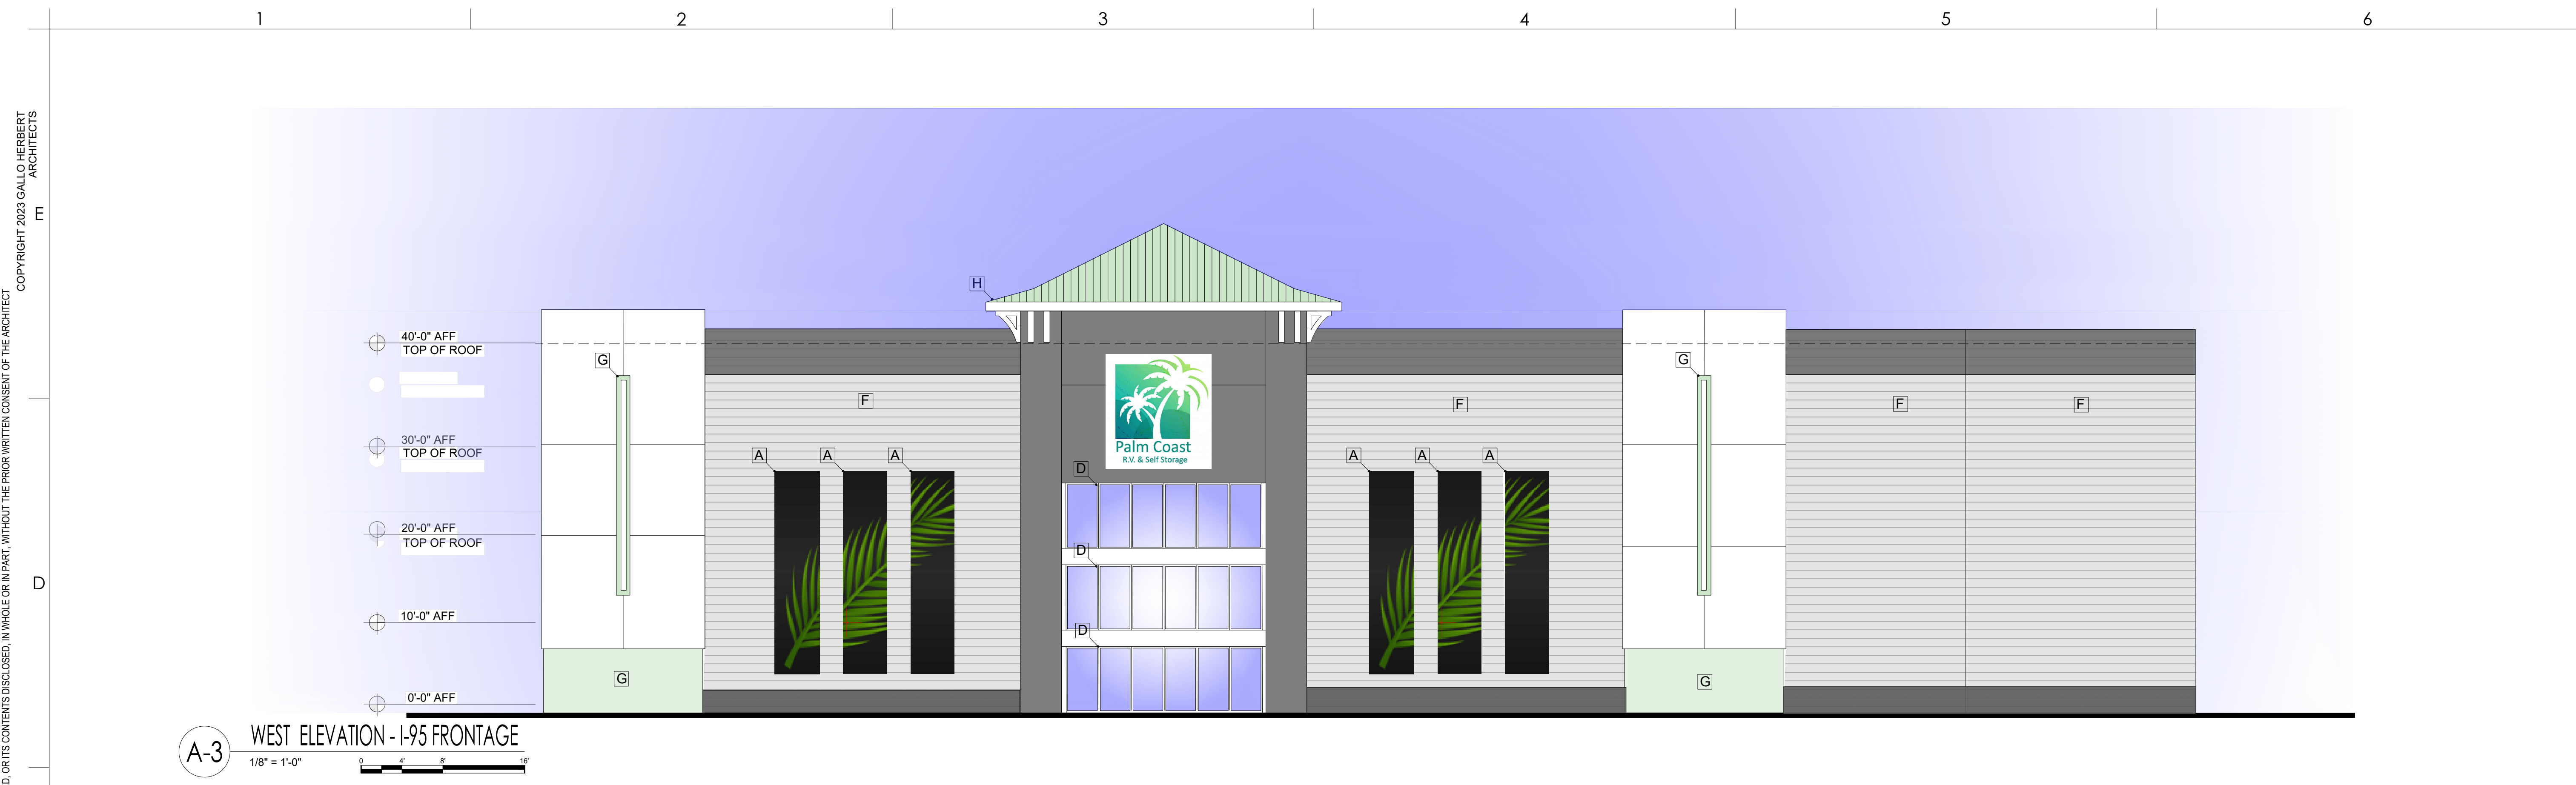 1 2 3 4 5 6
COPYRIGHT 2023 GALLO HERBERT
ARCHITECTS
E
D, OR ITS CONTENTS DISCLOSED, IN WHOLE OR IN PART, WITHOUT THE PRIOR WRITTEN CONSENT OF THE ARCHITECT
D
H
40'-0" AFF
TOP OF ROOF
G G
F F F F
30'-0" AFF
TOP OF ROOF
Palm Coast
R.V. & Self Storage
A A A A A A
D
20'-0" AFF
TOP OF ROOF
D
10'-0" AFF
D
G G
0'-0" AFF
A-3
WEST ELEVATION - I-95 FRONTAGE
1/8" = 1'-0"
0 4' 8' 16'